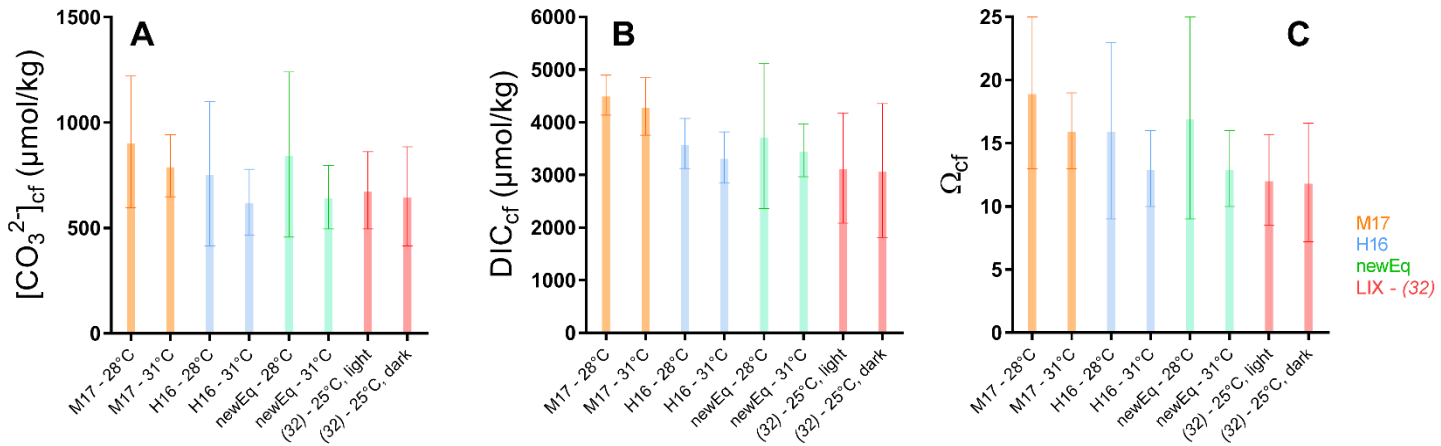 A
[CO₃²⁻]cf (µmol/kg)
1500
1000
500
0
M17 - 28°C
M17 - 31°C
H16 - 28°C
H16 - 31°C
newEq - 28°C
newEq - 31°C
(32) - 25°C, light
(32) - 25°C, dark
B
DICcf (µmol/kg)
6000
5000
4000
3000
2000
1000
0
M17 - 28°C
M17 - 31°C
H16 - 28°C
H16 - 31°C
newEq - 28°C
newEq - 31°C
(32) - 25°C, light
(32) - 25°C, dark
C
Ωcf
25
20
15
10
5
0
M17 - 28°C
M17 - 31°C
H16 - 28°C
H16 - 31°C
newEq - 28°C
newEq - 31°C
(32) - 25°C, light
(32) - 25°C, dark
M17
H16
newEq
LIX - (32)